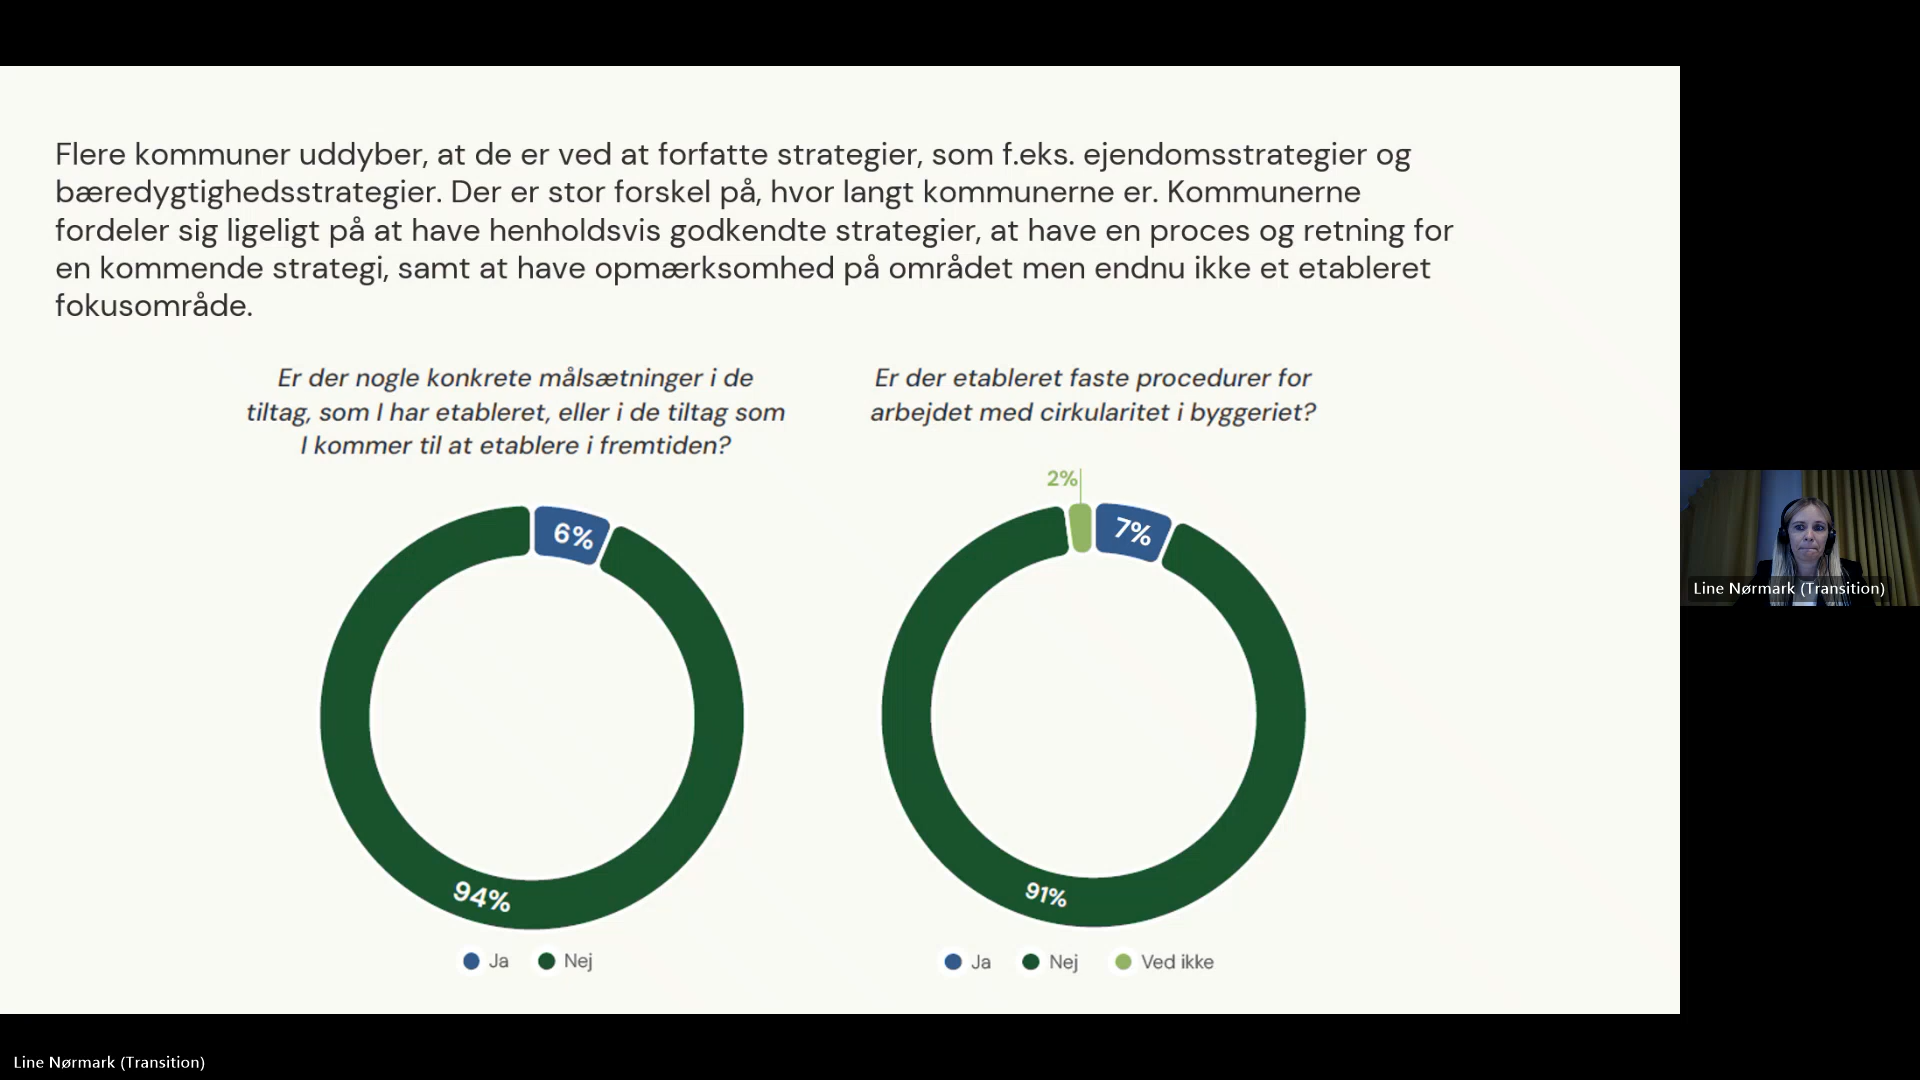 Flere kommuner uddyber, at de er ved at forfatte strategier, som f.eks. ejendomsstrategier og
bæredygtighedsstrategier. Der er stor forskel på, hvor langt kommunerne er. Kommunerne
fordeler sig ligeligt på at have henholdsvis godkendte strategier, at have en proces og retning for
en kommende strategi, samt at have opmærksomhed på området men endnu ikke et etableret
fokusområde.
Er der nogle konkrete målsætninger i de
tiltag, som I har etableret, eller i de tiltag som
I kommer til at etablere i fremtiden?
6%
94%
Ja
Nej
Er der etableret faste procedurer for
arbejdet med cirkularitet i byggeriet?
2%
7%
91%
Ja
Nej
Ved ikke
Line Nørmark (Transition)
Line Nørmark (Transition)